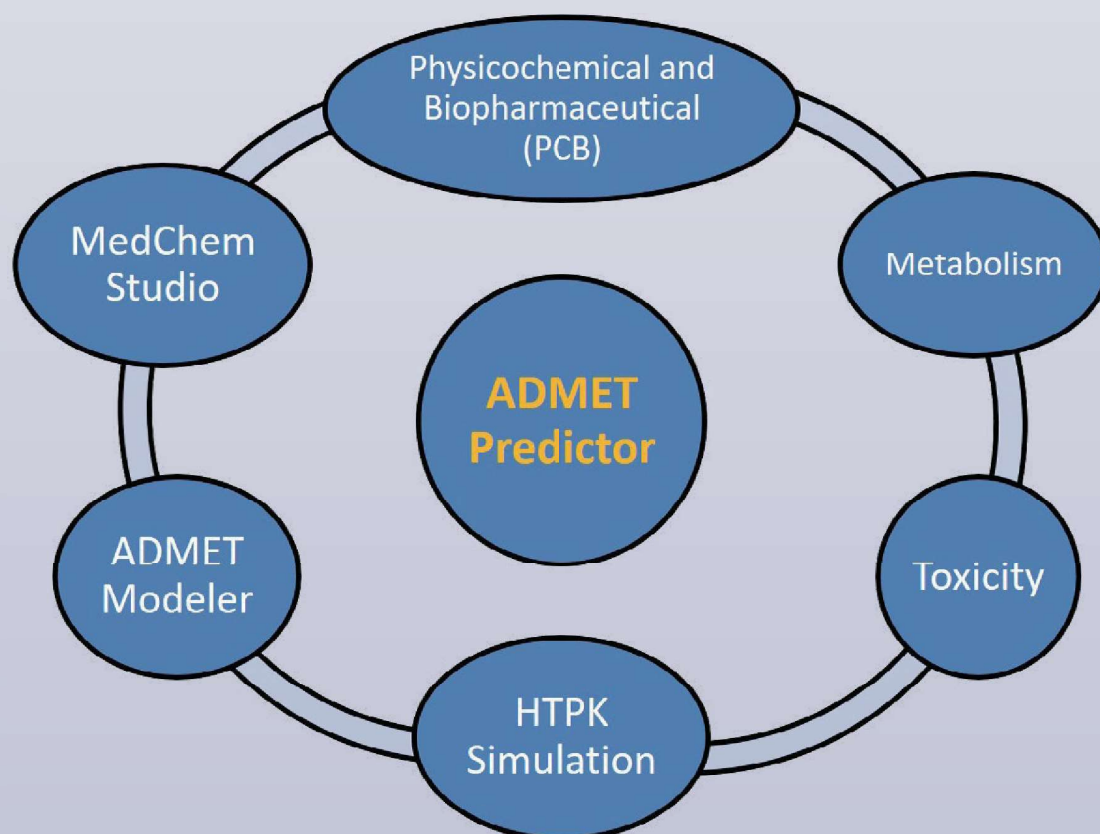 Physicochemical and
Biopharmaceutical
(PCB)
MedChem
Studio
Metabolism
ADMET
Predictor
ADMET
Modeler
Toxicity
HTPK
Simulation